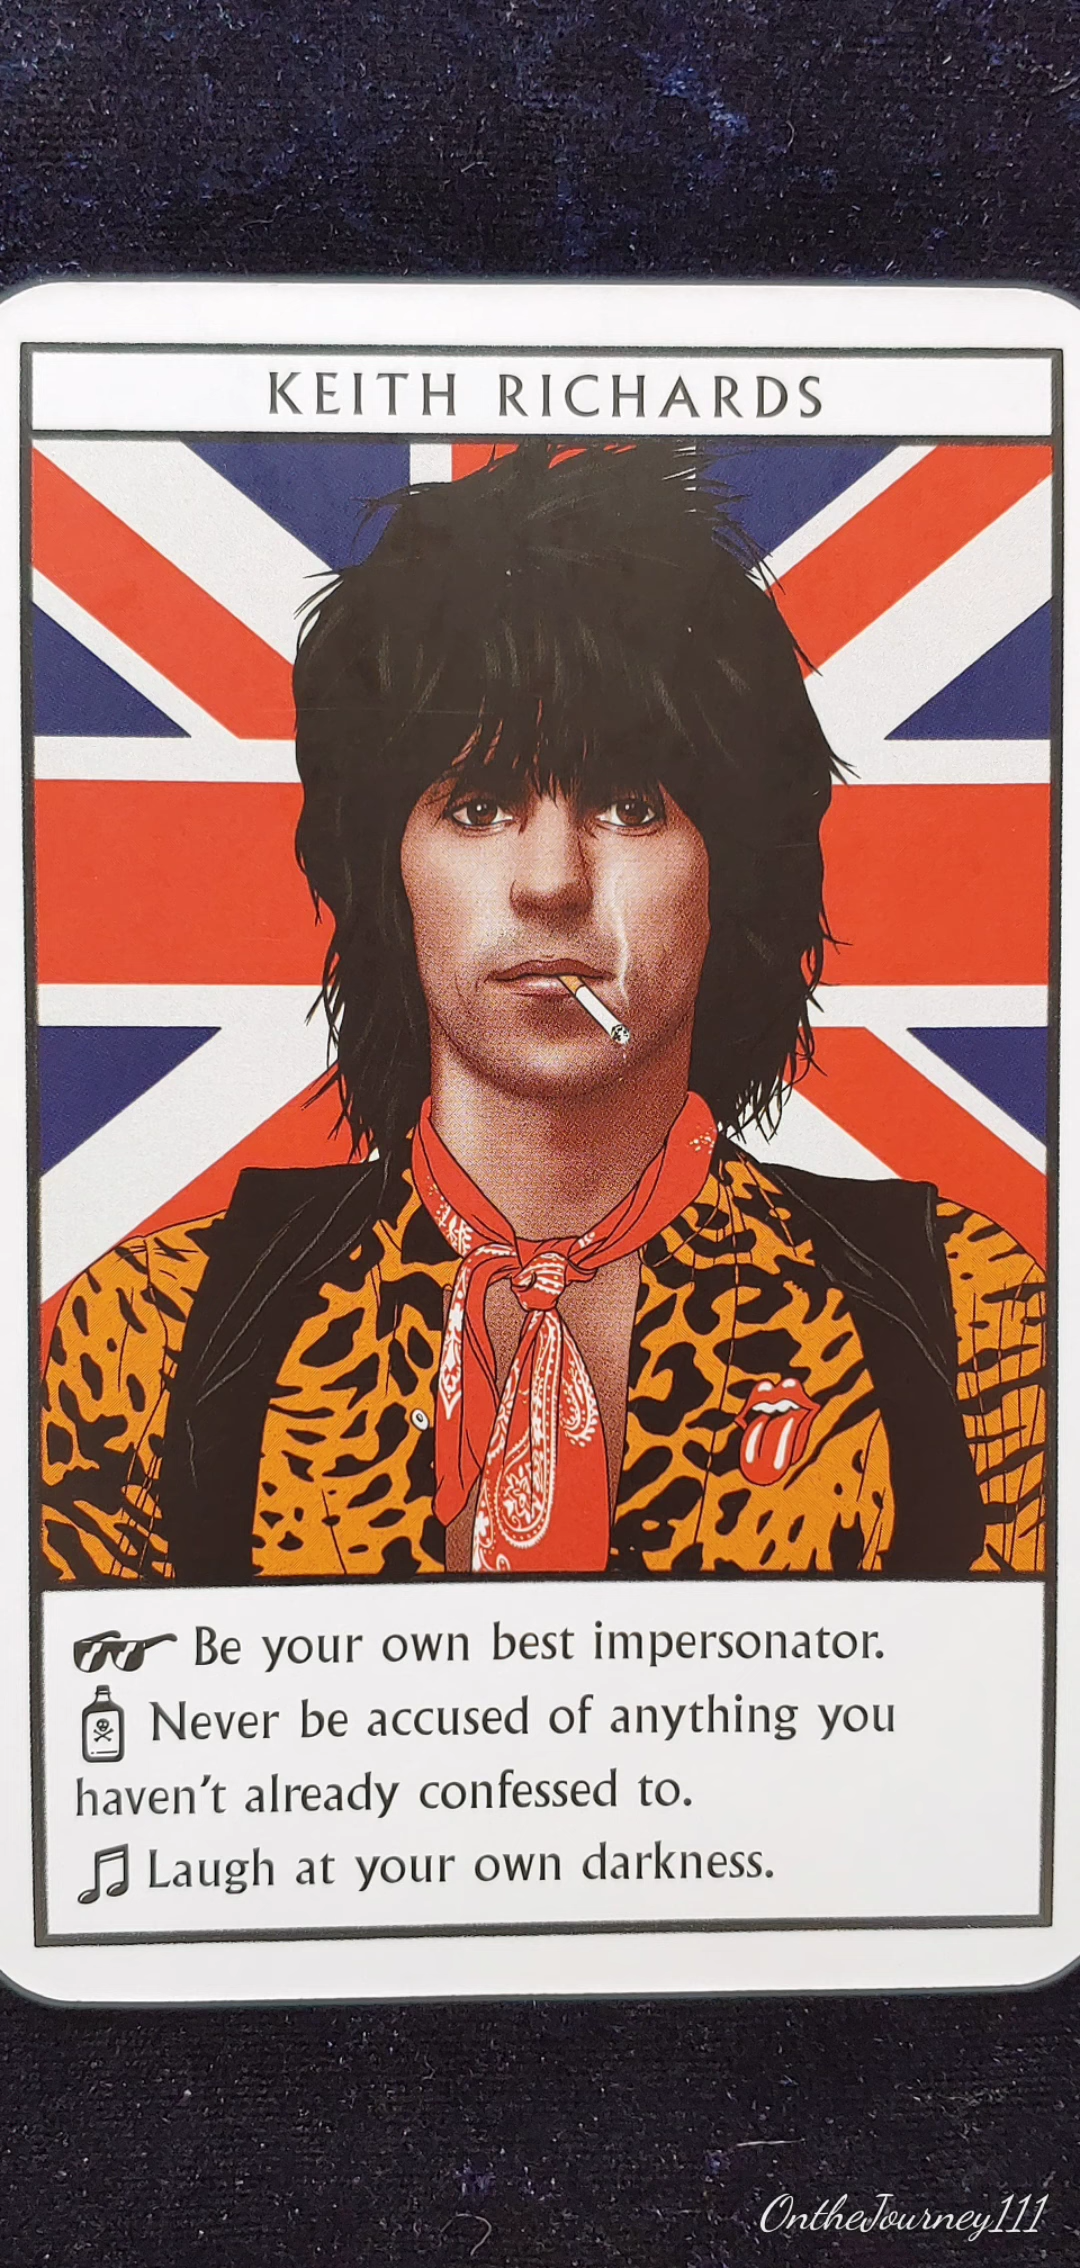 KEITH RICHARDS
Be your own best impersonator.
Never be accused of anything you
haven't already confessed to.
Laugh at your own darkness.
OntheJourney111